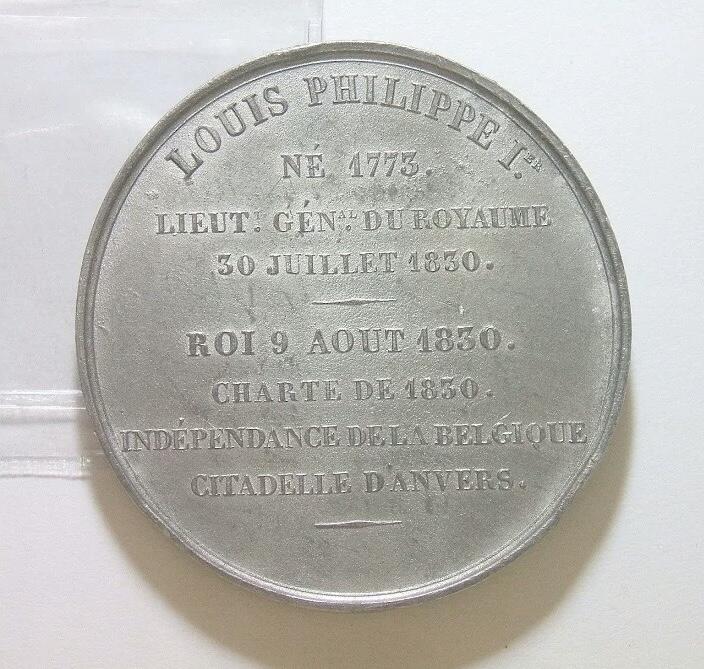 LOUIS PHILIPPE I.ER
NÉ 1773.
LIEUT.T GÉN.AL DU ROYAUME
30 JUILLET 1830.
ROI 9 AOUT 1830.
CHARTE DE 1830.
INDÉPENDANCE DE LA BELGIQUE
CITADELLE D'ANVERS.